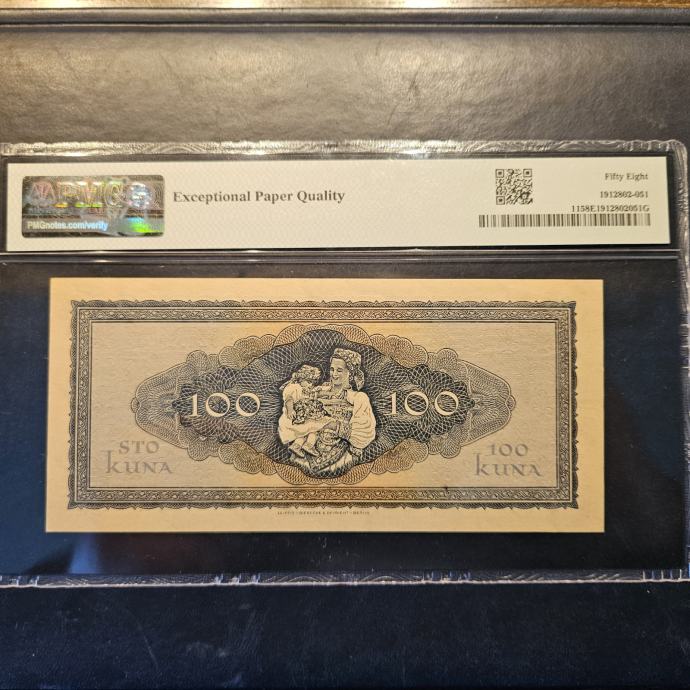 PMG
PMGnotes.com/verify
Exceptional Paper Quality
Fifty Eight
1912802-051
1158E1912802051G
100 100
STO
kUNA
100
kUNA